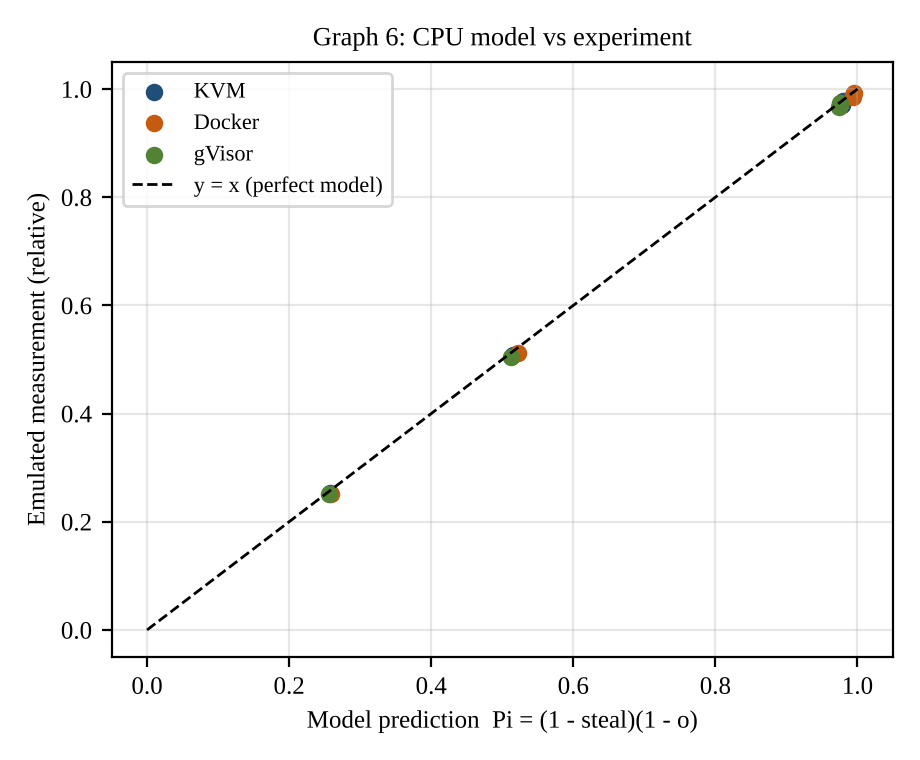 Graph 6: CPU model vs experiment
KVM
Docker
gVisor
y = x (perfect model)
1.0
0.8
0.6
0.4
0.2
0.0
Emulated measurement (relative)
0.0 0.2 0.4 0.6 0.8 1.0
Model prediction  Pi = (1 - steal)(1 - o)